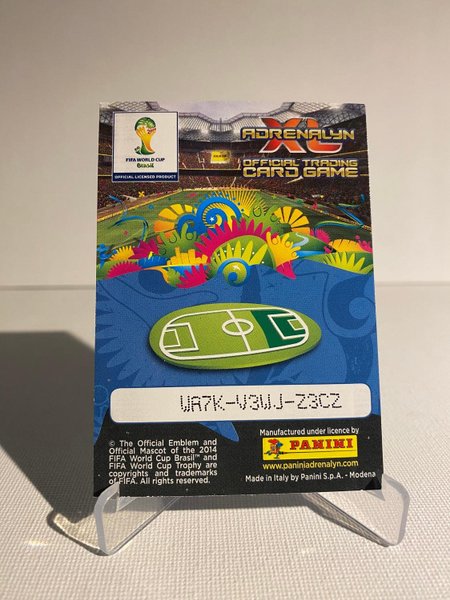 ADRENALYN
XL
OFFICIAL TRADING
CARD GAME
FIFA WORLD CUP
Brasil
OFFICIAL LICENSED PRODUCT
WA7K-V3WJ-Z3CZ
© The Official Emblem and
Official Mascot of the 2014
FIFA World Cup Brasil™ and
FIFA World Cup Trophy are
copyrights and trademarks
of FIFA. All rights reserved.
Manufactured under licence by
PANINI
www.paniniadrenalyn.com
Made in Italy by Panini S.p.A. - Modena